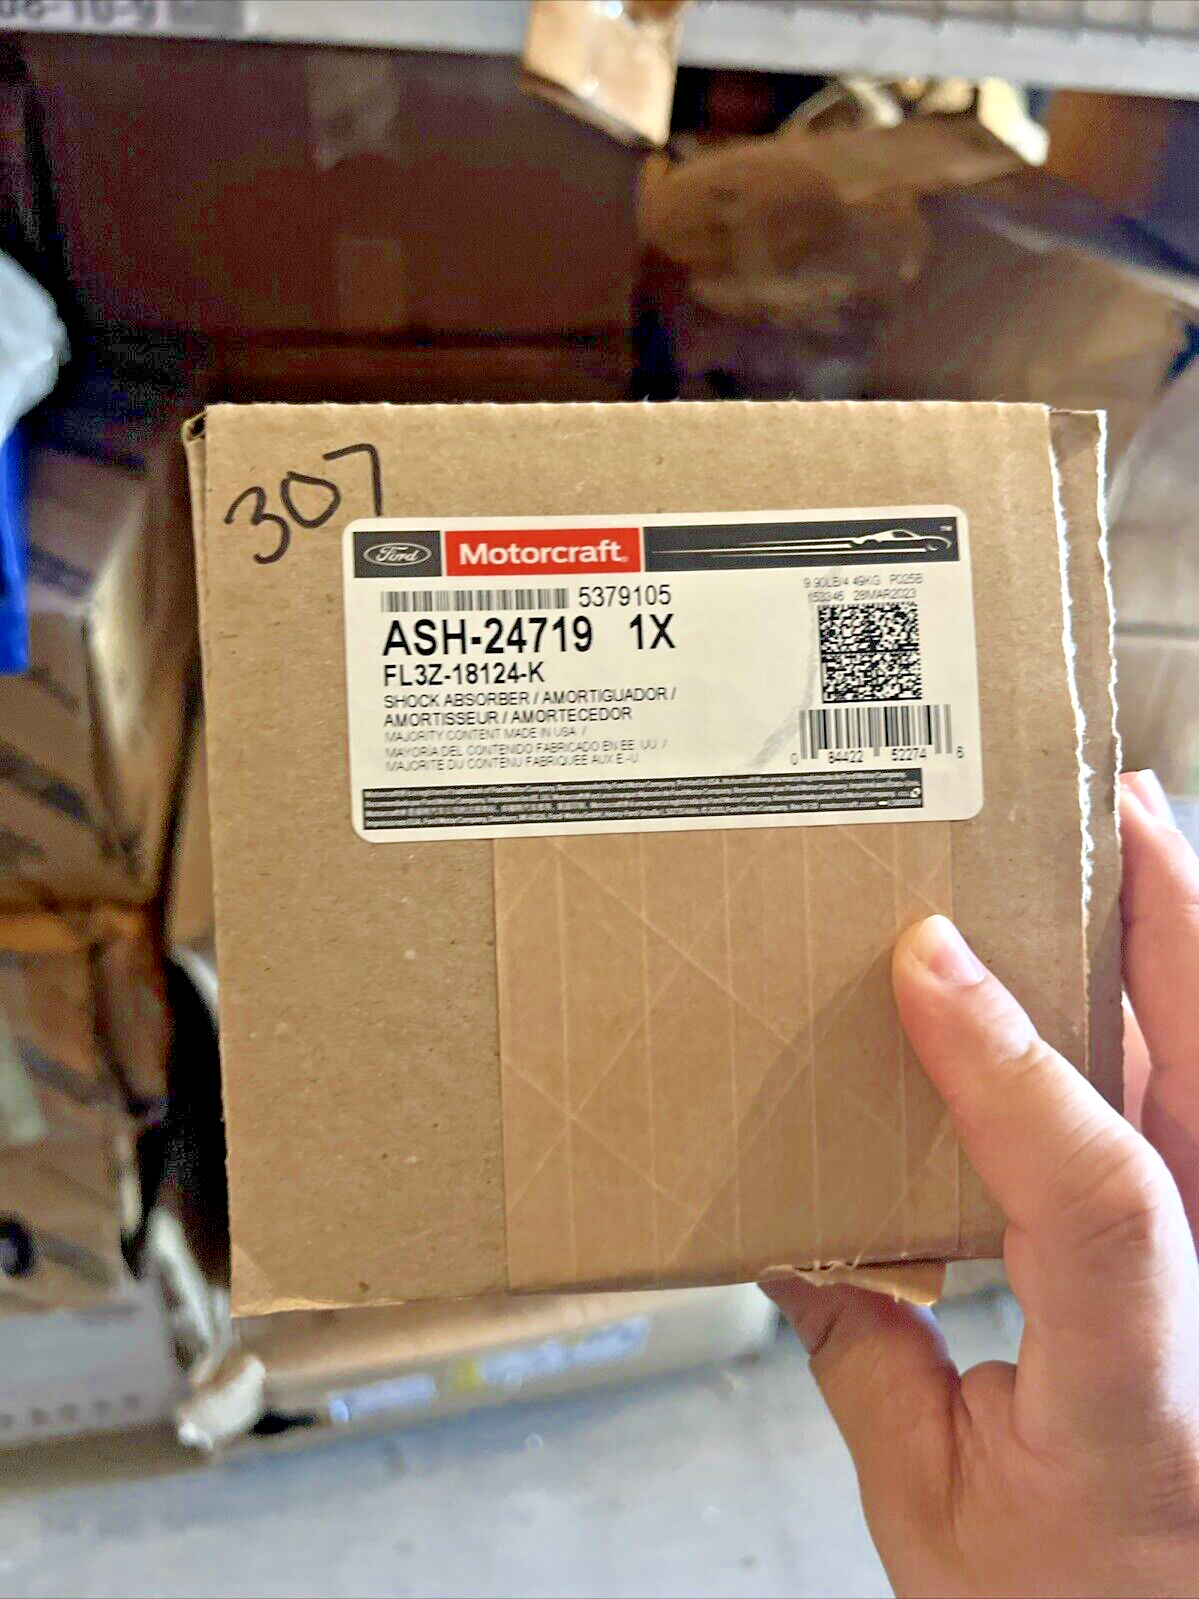 307
Ford Motorcraft®
™
5379105
9.90LB/4.49KG P025B
153346 28MAR2023
ASH-24719 1X
FL3Z-18124-K
SHOCK ABSORBER / AMORTIGUADOR /
AMORTISSEUR / AMORTECEDOR
MAJORITY CONTENT MADE IN USA /
MAYORIA DEL CONTENIDO FABRICADO EN EE. UU. /
MAJORITE DU CONTENU FABRIQUEE AUX E.-U.
0 84422 52274 6